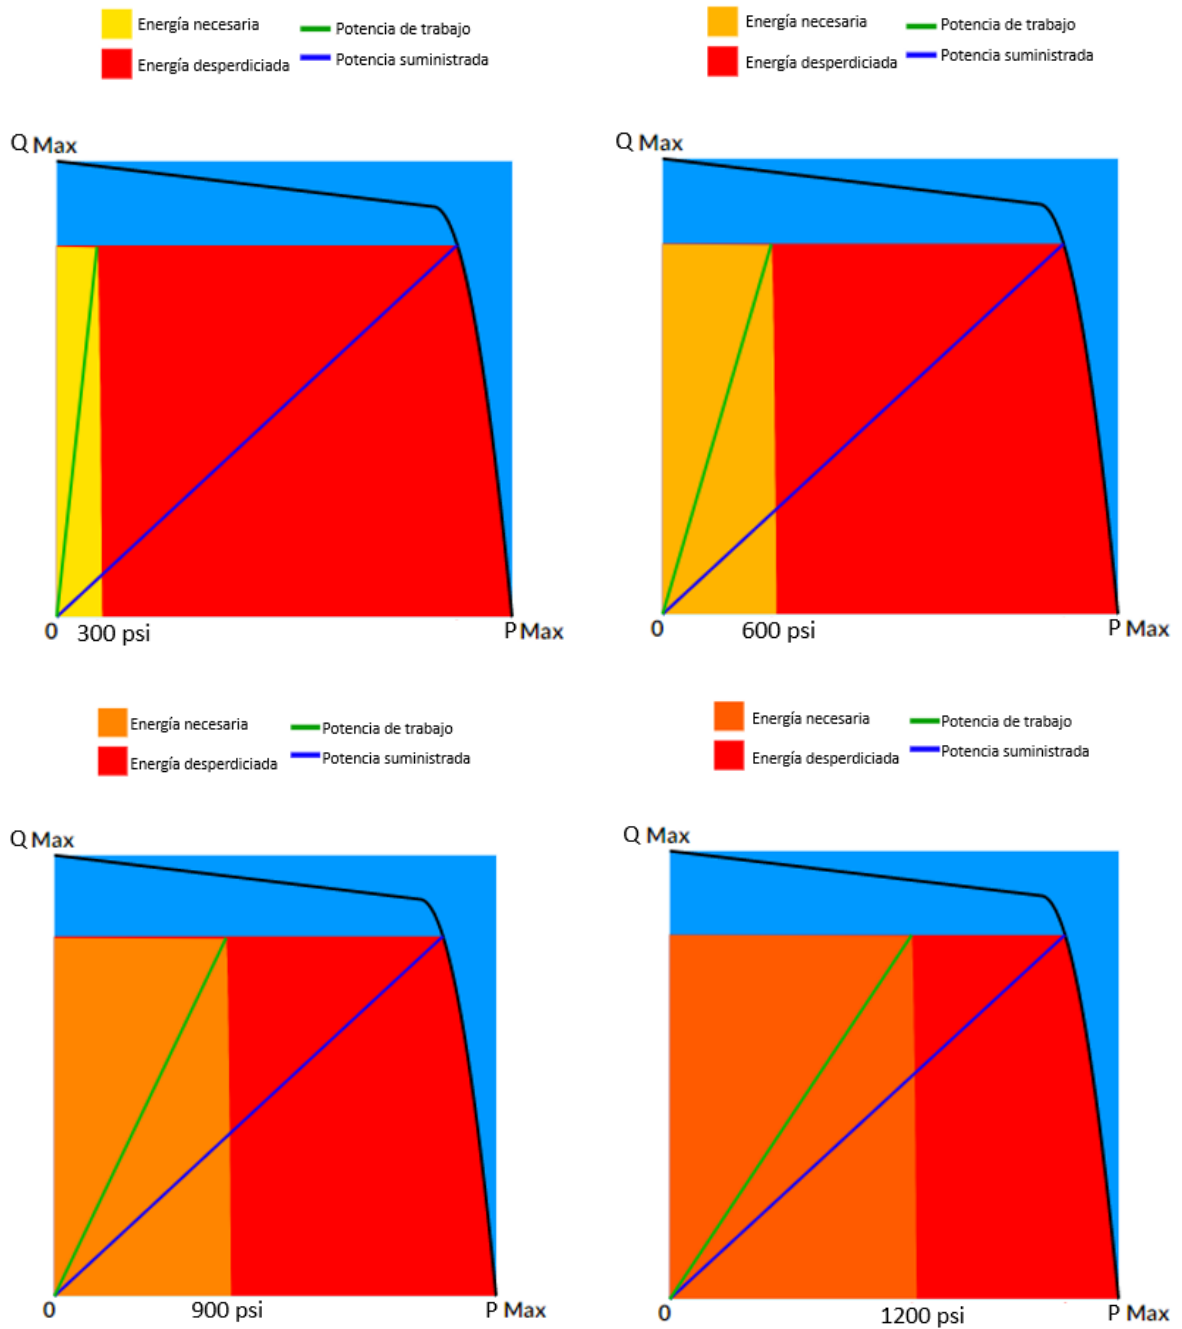 Energía necesaria
Potencia de trabajo
Energía desperdiciada
Potencia suministrada
Q Max
0
300 psi
P Max
Energía necesaria
Potencia de trabajo
Energía desperdiciada
Potencia suministrada
Q Max
0
600 psi
P Max
Energía necesaria
Potencia de trabajo
Energía desperdiciada
Potencia suministrada
Q Max
0
900 psi
P Max
Energía necesaria
Potencia de trabajo
Energía desperdiciada
Potencia suministrada
Q Max
0
1200 psi
P Max